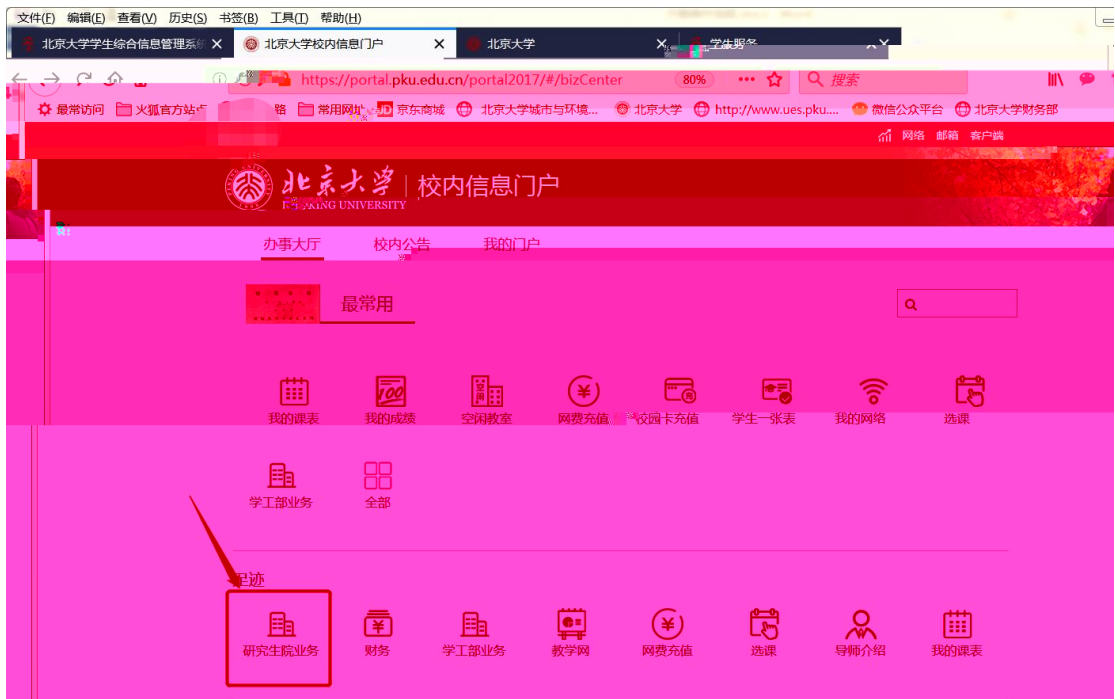 文件(F) 编辑(E) 查看(V) 历史(S) 书签(B) 工具(T) 帮助(H)
北京大学学生综合信息管理系统 × 北京大学校内信息门户 × 北京大学 × 学生服务 ×
https://portal.pku.edu.cn/portal2017/#/bizCenter 80% 搜索
最常访问 火狐官方站点 常用网址 京东商城 北京大学城市与环境... 北京大学 http://www.ues.pku.... 微信公众平台 北京大学财务部
网络 邮箱 客户端
北京大学 校内信息门户
PEKING UNIVERSITY
办事大厅 校内公告 我的门户
最常用
我的课表 我的成绩 空闲教室 网费充值 校园卡充值 学生一张表 我的网络 选课
学工部业务 全部
足迹
研究生院业务 财务 学工部业务 教学网 网费充值 选课 导师介绍 我的课表